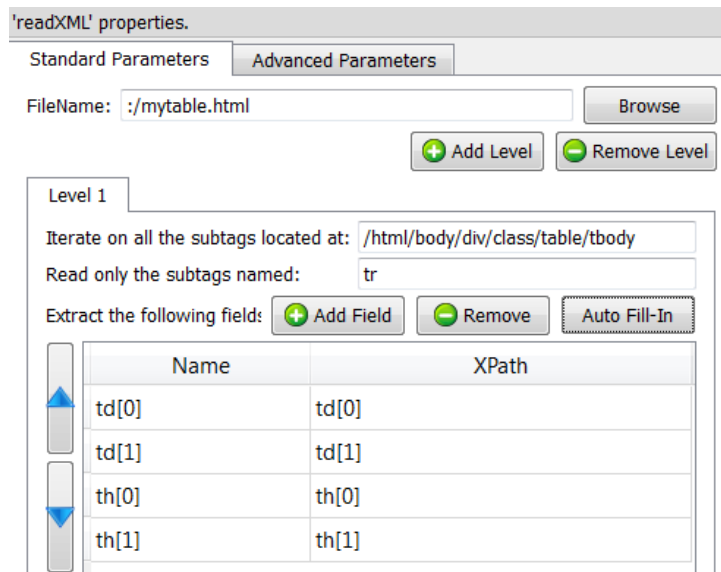 'readXML' properties.
Standard Parameters Advanced Parameters
FileName: :/mytable.html Browse
Add Level Remove Level
Level 1
Iterate on all the subtags located at: /html/body/div/class/table/tbody
Read only the subtags named: tr
Extract the following fields Add Field Remove Auto Fill-In
Name XPath
td[0] td[0]
td[1] td[1]
th[0] th[0]
th[1] th[1]